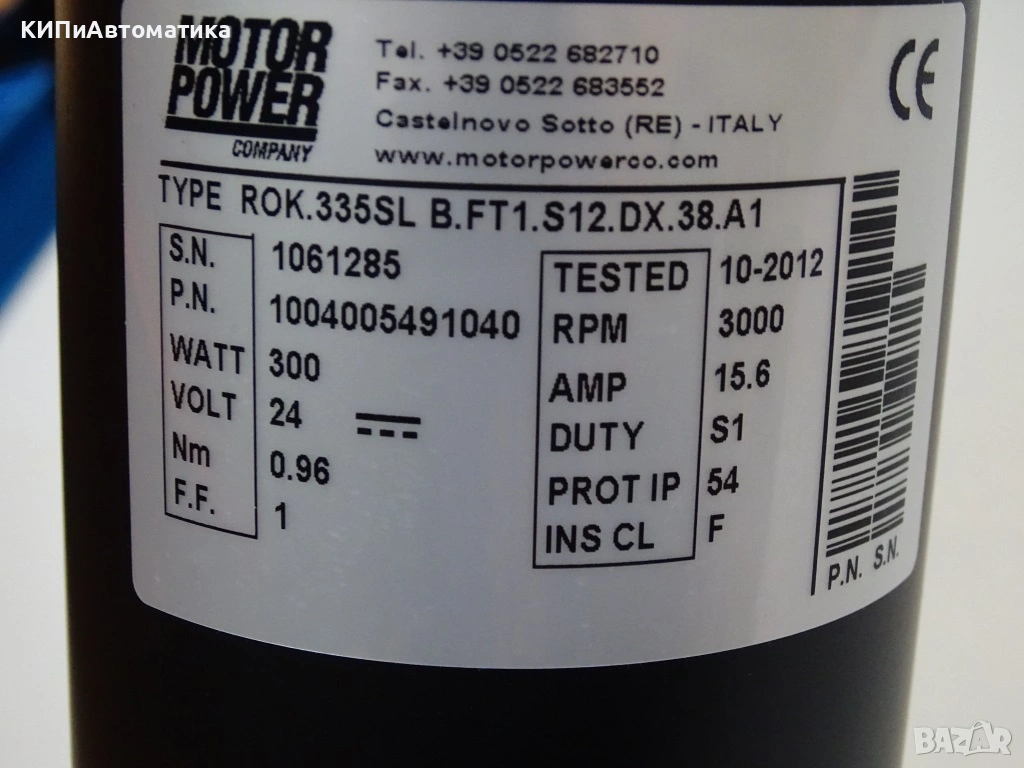 КИПиАвтоматика
MOTOR
POWER
COMPANY
Tel. +39 0522 682710
Fax. +39 0522 683552
Castelnovo Sotto (RE) - ITALY
www.motorpowerco.com
CE
TYPE ROK.335SL B.FT1.S12.DX.38.A1
S.N. 1061285
P.N. 1004005491040
WATT 300
VOLT 24
Nm 0.96
F.F. 1
TESTED 10-2012
RPM 3000
AMP 15.6
DUTY S1
PROT IP 54
INS CL F
P.N. S.N.
BAZAR